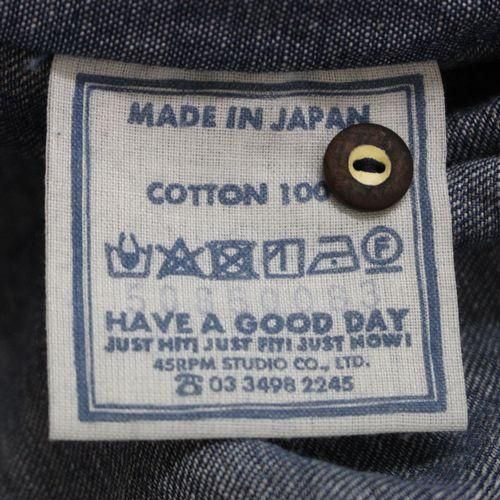 MADE IN JAPAN
COTTON 100
F
HAVE A GOOD DAY
JUST HIT! JUST FIT! JUST NOW!
45RPM STUDIO CO., LTD.
☎ 03 3498 2245